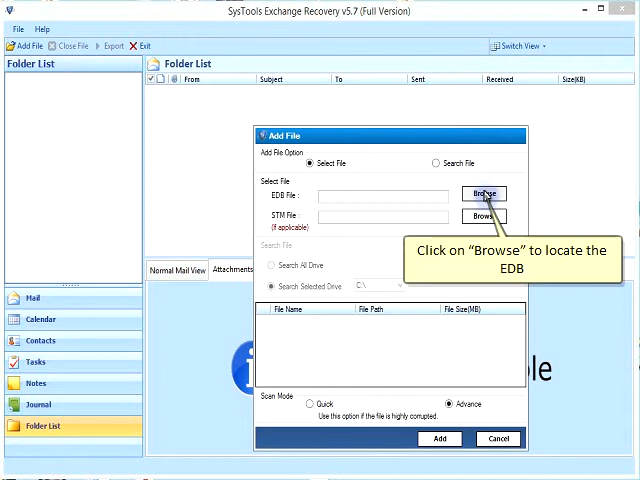 SysTools Exchange Recovery v5.7 (Full Version)
File Help
Add File Close File Export Exit Switch View
Folder List
Folder List
From Subject To Sent Received Size(KB)
Add File
Add File Option
Select File Search File
Select File
EDB File : Browse
STM File : Brows
(if applicable)
Click on “Browse” to locate the
EDB
Search File
Search All Drive
Search Selected Drive C:\
Normal Mail View Attachments
File Name File Path File Size(MB)
Mail
Calendar
Contacts
Tasks
Notes
Journal
Folder List
Scan Mode
Quick Advance
Use this option if the file is highly corrupted.
Add Cancel